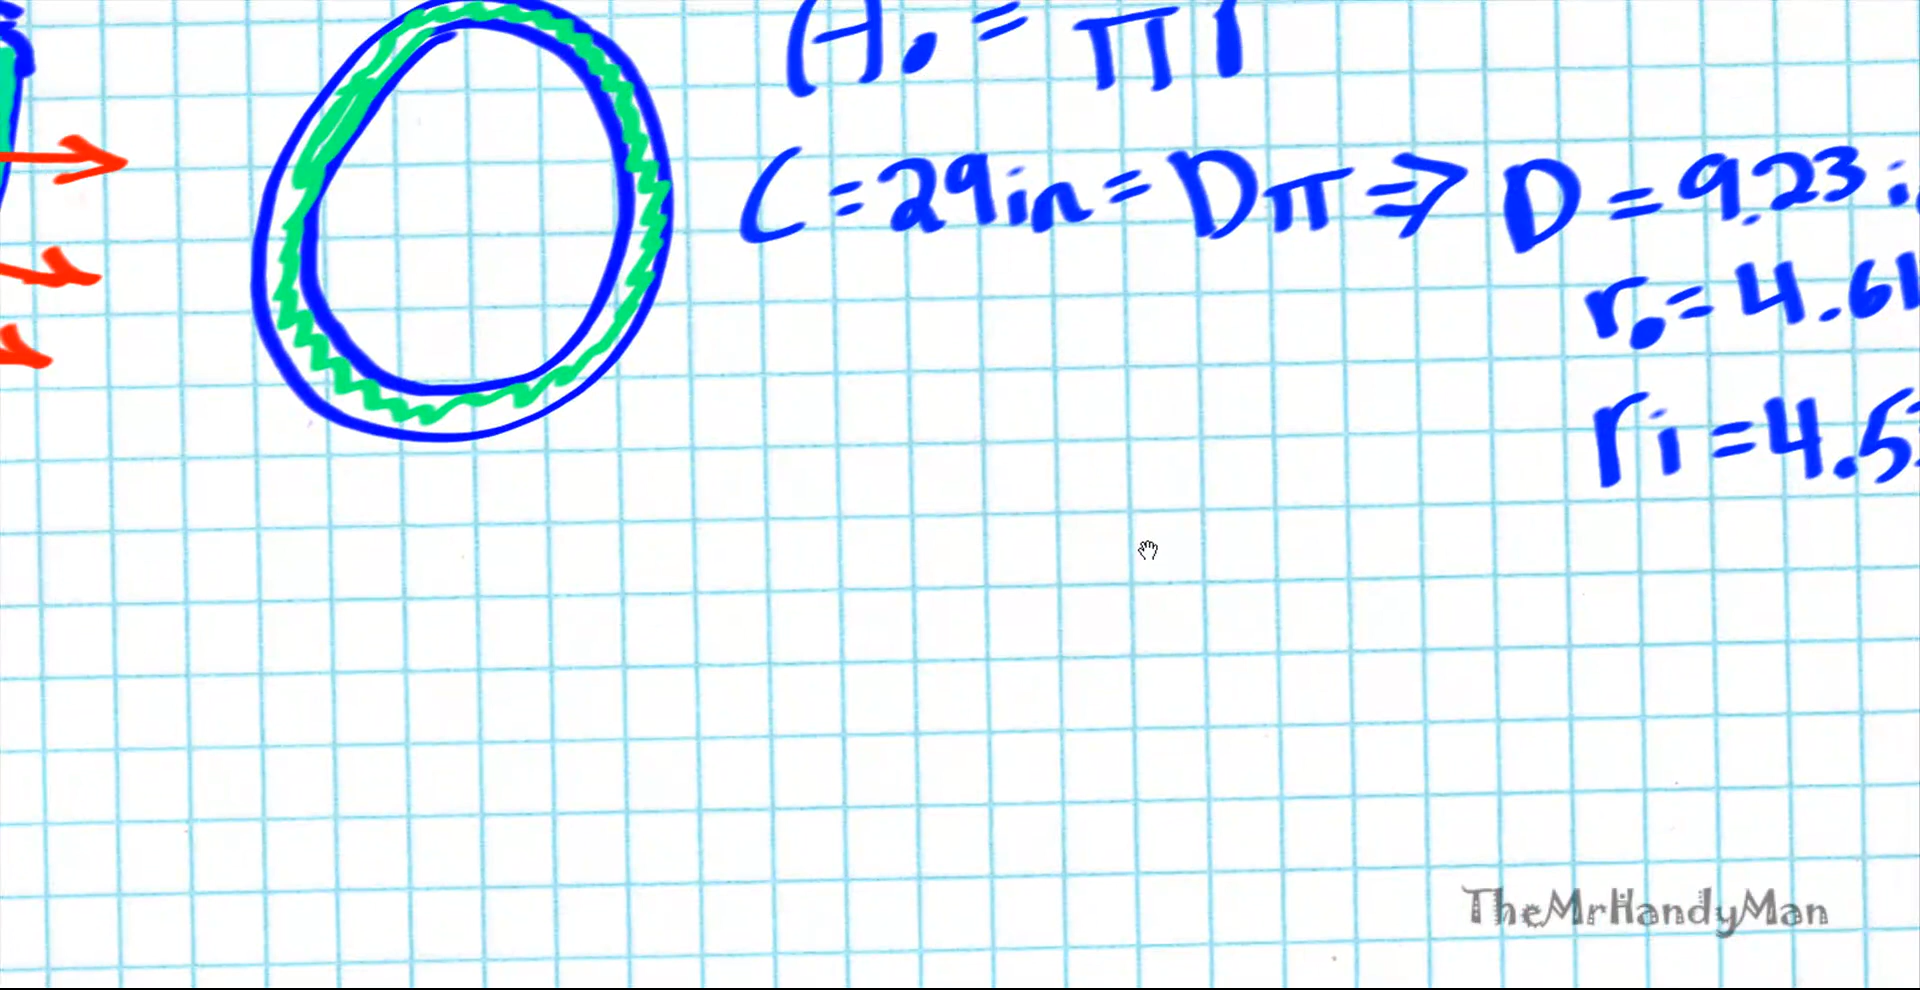 A₀ = πr
C = 29in = Dπ => D = 9.23 i
r₀ = 4.61
ri = 4.5
TheMrHandyMan